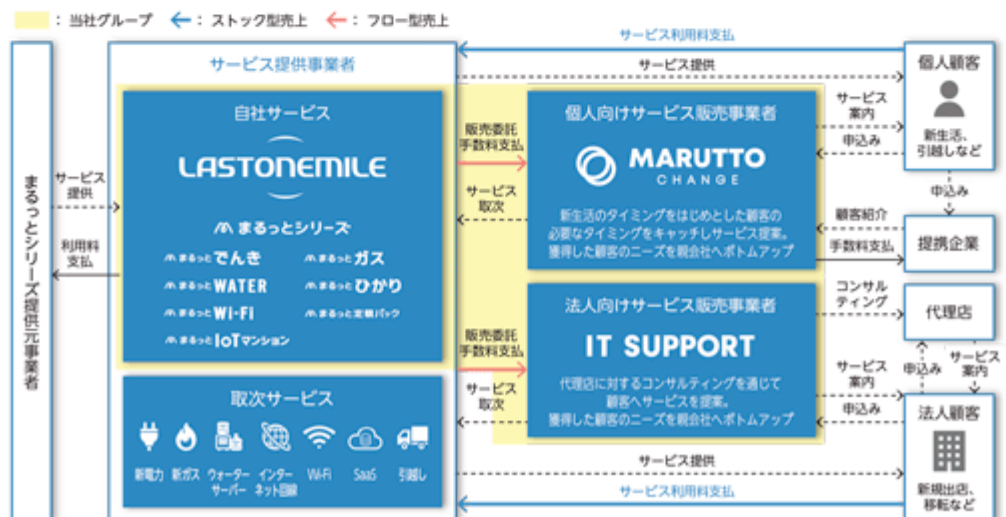 ：当社グループ ←：ストック型売上 ←：フロー型売上
サービス提供事業者
自社サービス
LASTONEMILE
まるっとシリーズ
まるっとでんき
まるっとガス
まるっとWATER
まるっとひかり
まるっとWI-FI
まるっと定額パック
まるっとIoTマンション
取次サービス
新電力
新ガス
ウォーター
サーバー
インター
ネット回線
Wi-Fi
SaaS
引越し
まるっとシリーズ提供元事業者
サービス
提供
利用料
支払
販売委託
手数料支払
サービス
取次
販売委託
手数料支払
サービス
取次
サービス利用料支払
サービス提供
個人向けサービス販売事業者
MARUTTO
CHANGE
新生活のタイミングをはじめとした顧客の
必要なタイミングをキャッチしサービス提案。
獲得した顧客のニーズを親会社へボトムアップ
法人向けサービス販売事業者
IT SUPPORT
代理店に対するコンサルティングを通じて
顧客へサービスを提案。
獲得した顧客のニーズを親会社へボトムアップ
サービス
案内
申込み
顧客紹介
手数料支払
コンサル
ティング
サービス
案内
申込み
サービス提供
サービス利用料支払
個人顧客
新生活、
引越しなど
申込み
提携企業
代理店
申込み
サービス
案内
法人顧客
新規出店、
移転など